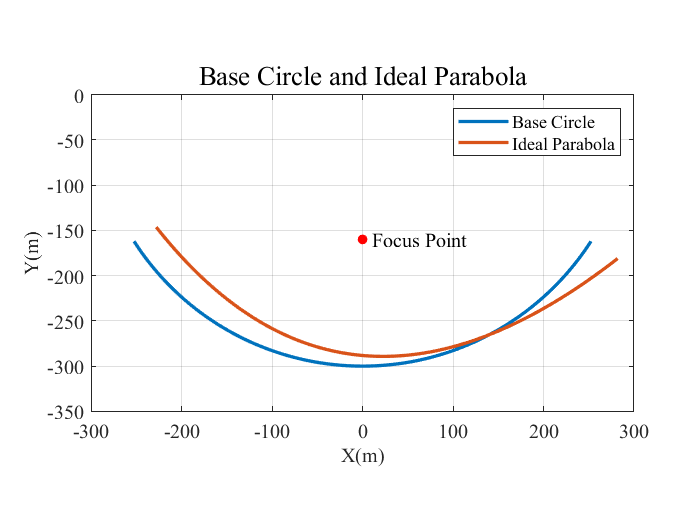 Base Circle and Ideal Parabola
0
-50
-100
-150
-200
-250
-300
-350
Y(m)
Base Circle
Ideal Parabola
Focus Point
-300 -200 -100 0 100 200 300
X(m)